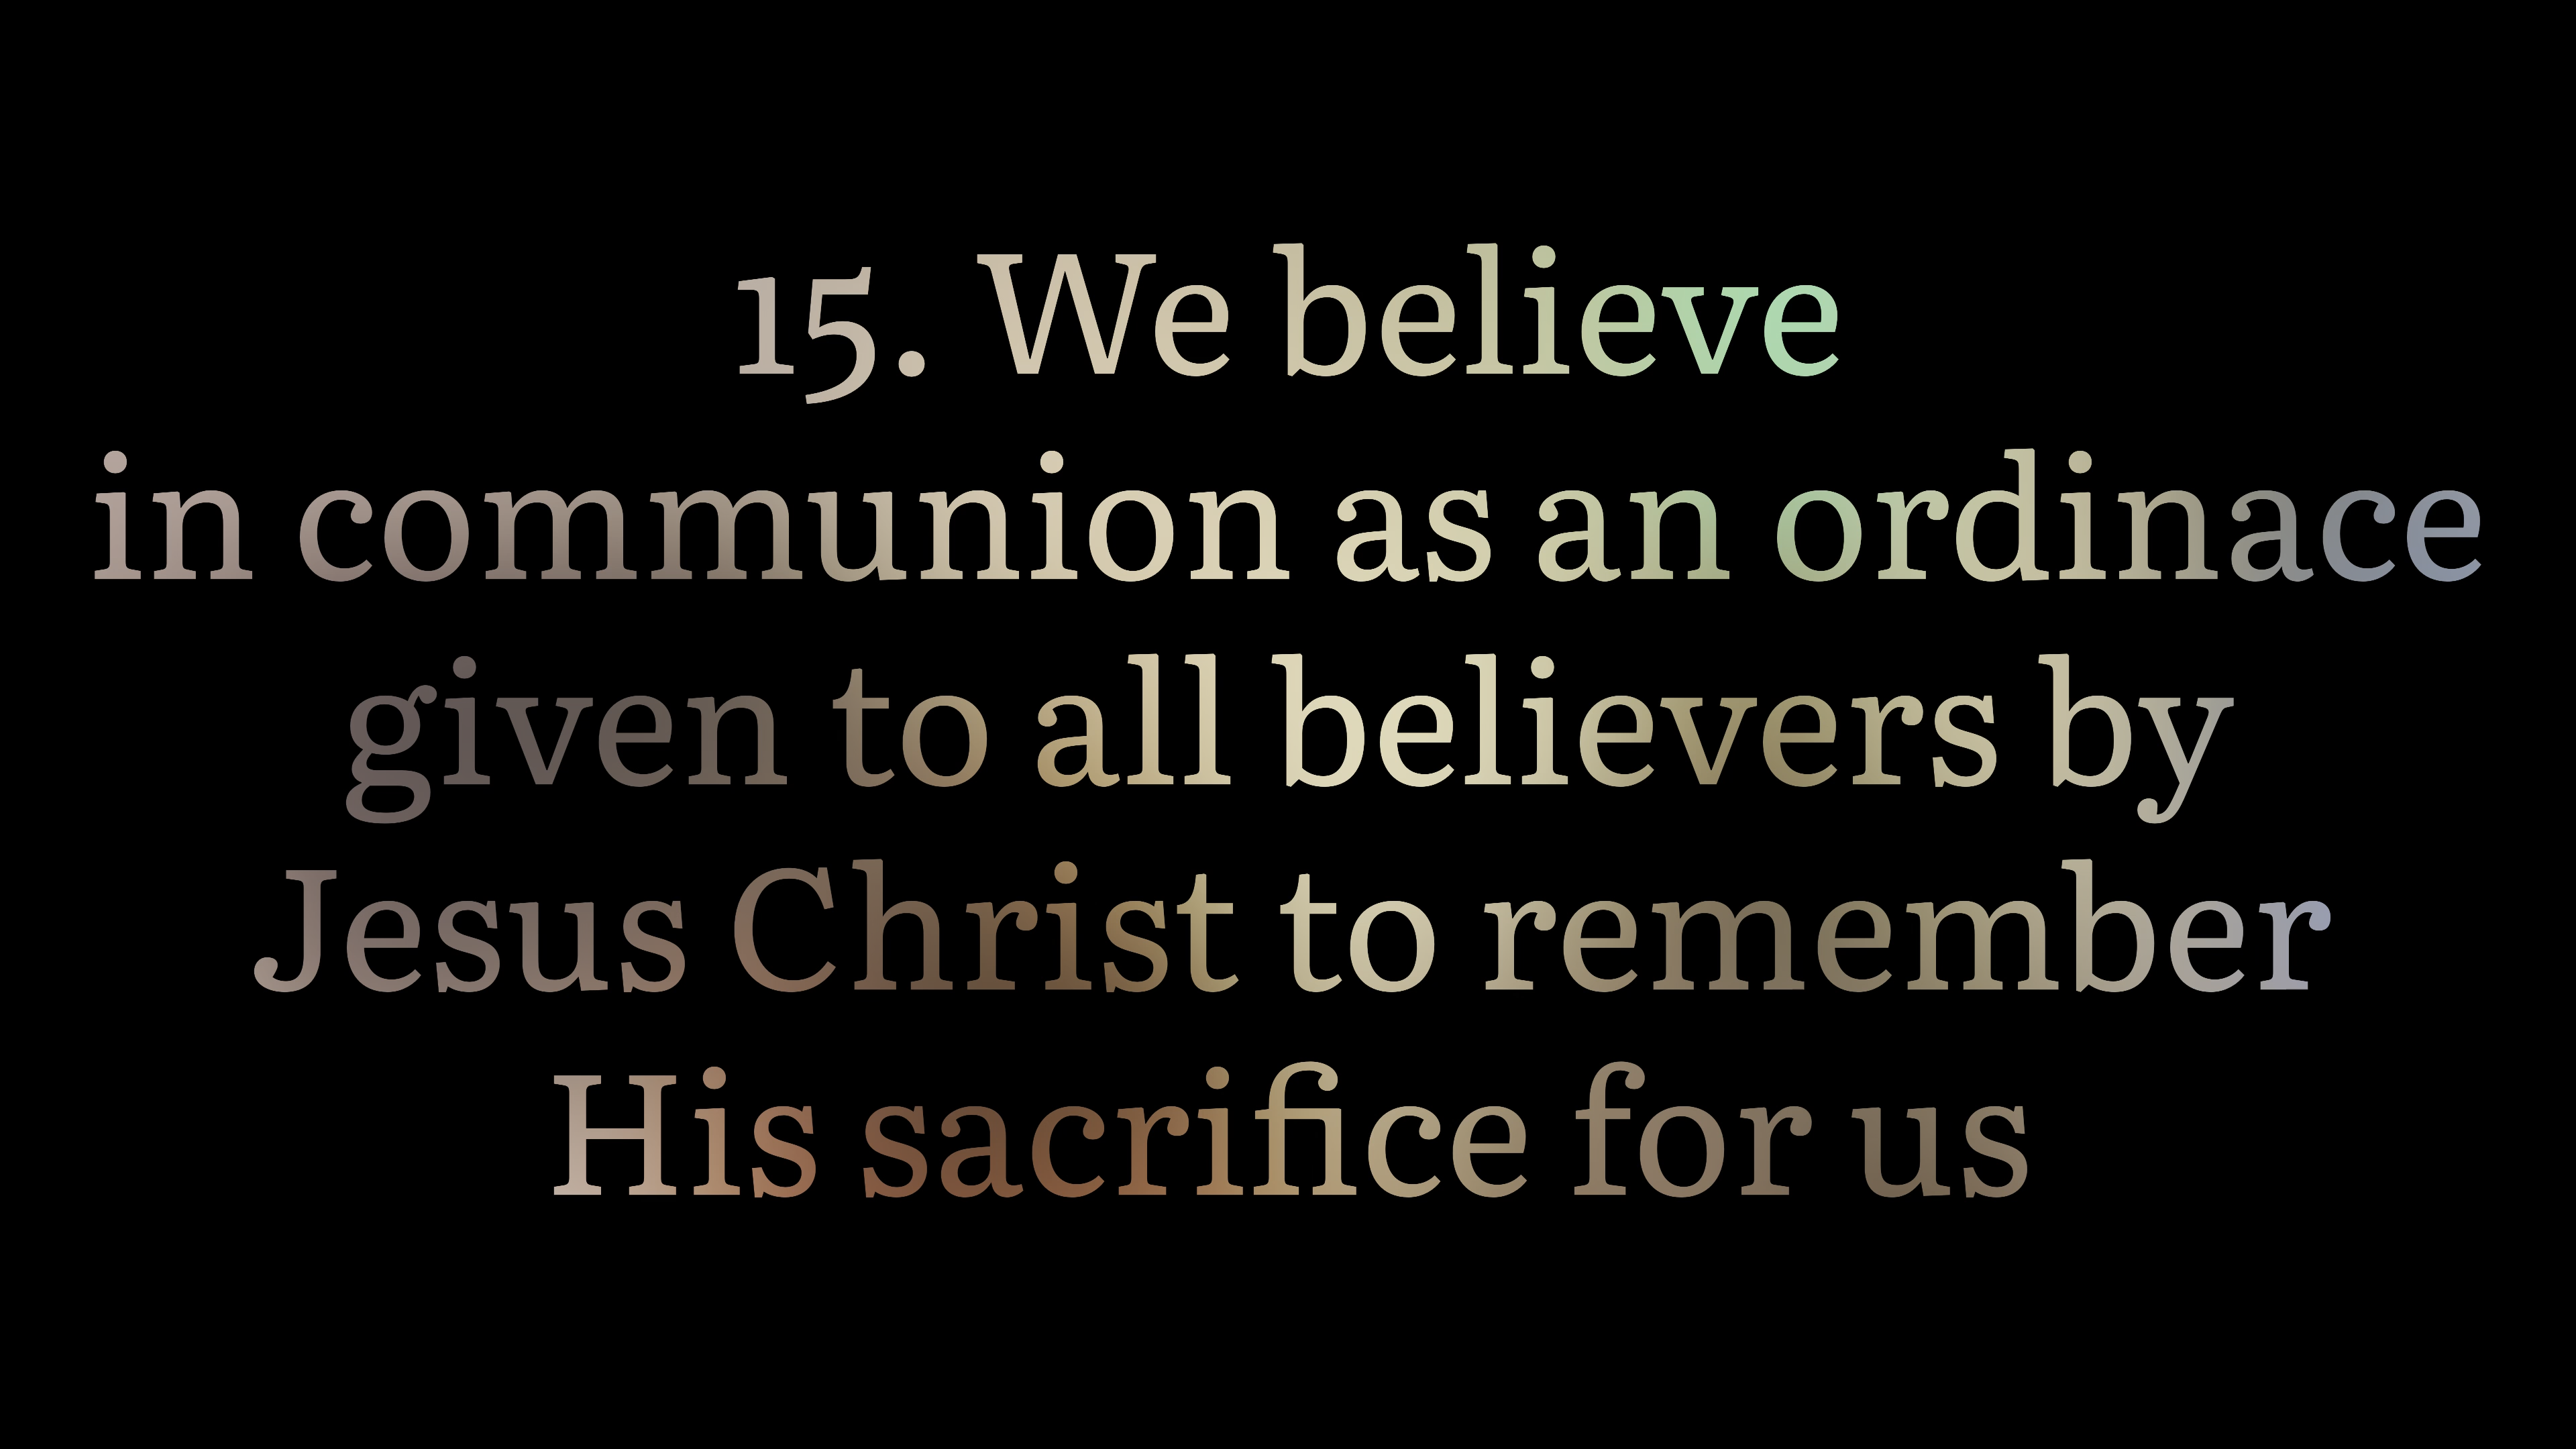 15. We believe
in communion as an ordinace
given to all believers by
Jesus Christ to remember
His sacrifice for us